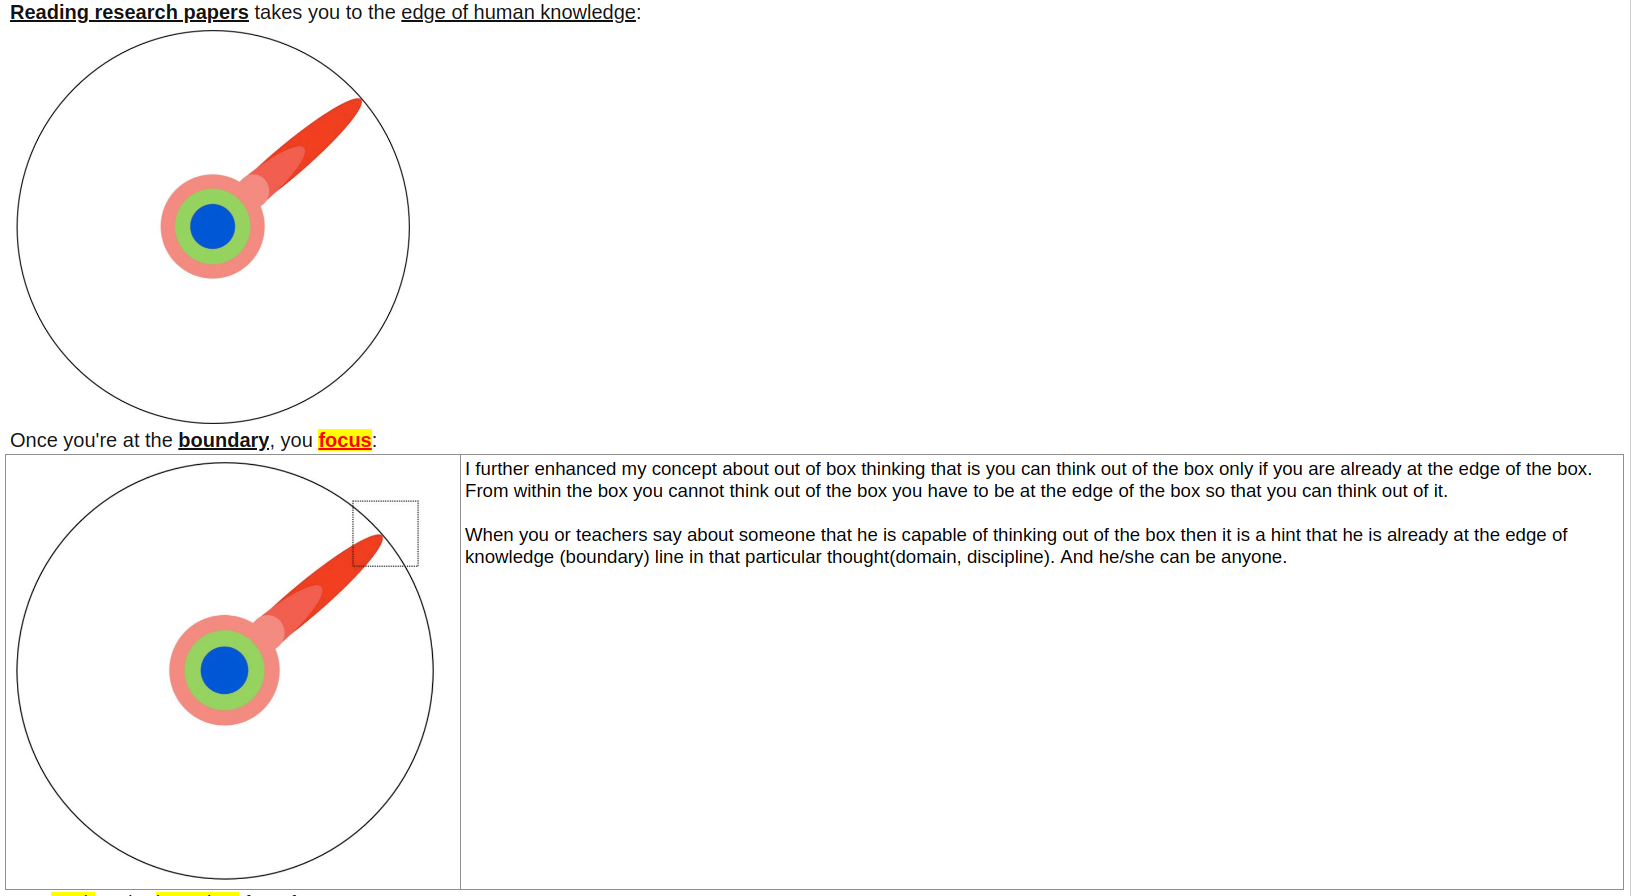 Reading research papers takes you to the edge of human knowledge:
Once you're at the boundary, you focus:
I further enhanced my concept about out of box thinking that is you can think out of the box only if you are already at the edge of the box.
From within the box you cannot think out of the box you have to be at the edge of the box so that you can think out of it.
When you or teachers say about someone that he is capable of thinking out of the box then it is a hint that he is already at the edge of
knowledge (boundary) line in that particular thought(domain, discipline). And he/she can be anyone.